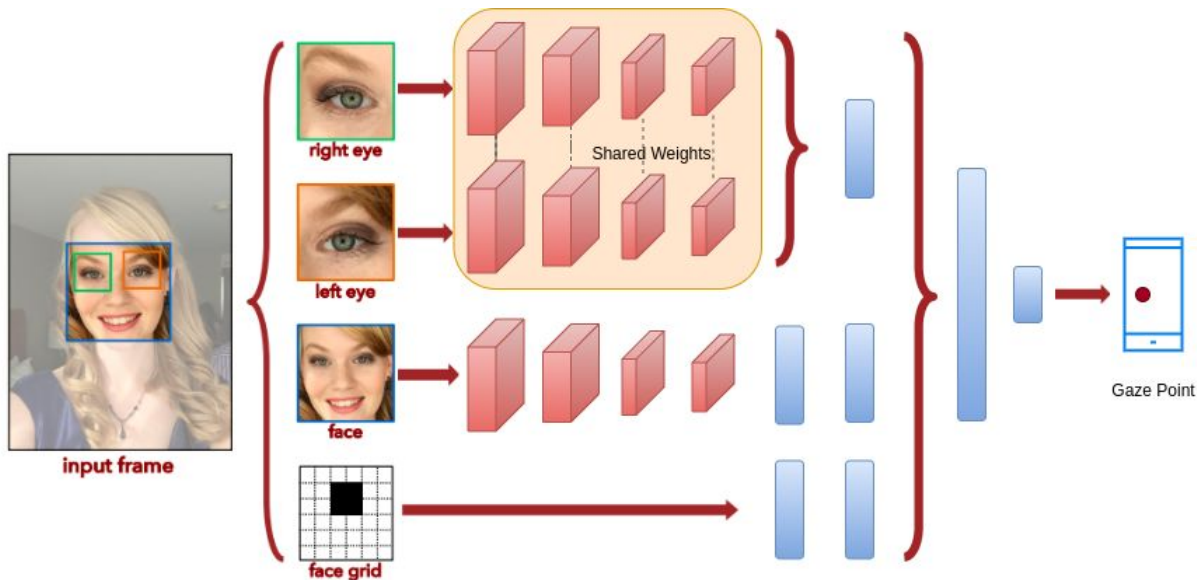 right eye
Shared Weights
left eye
input frame
face
Gaze Point
face grid